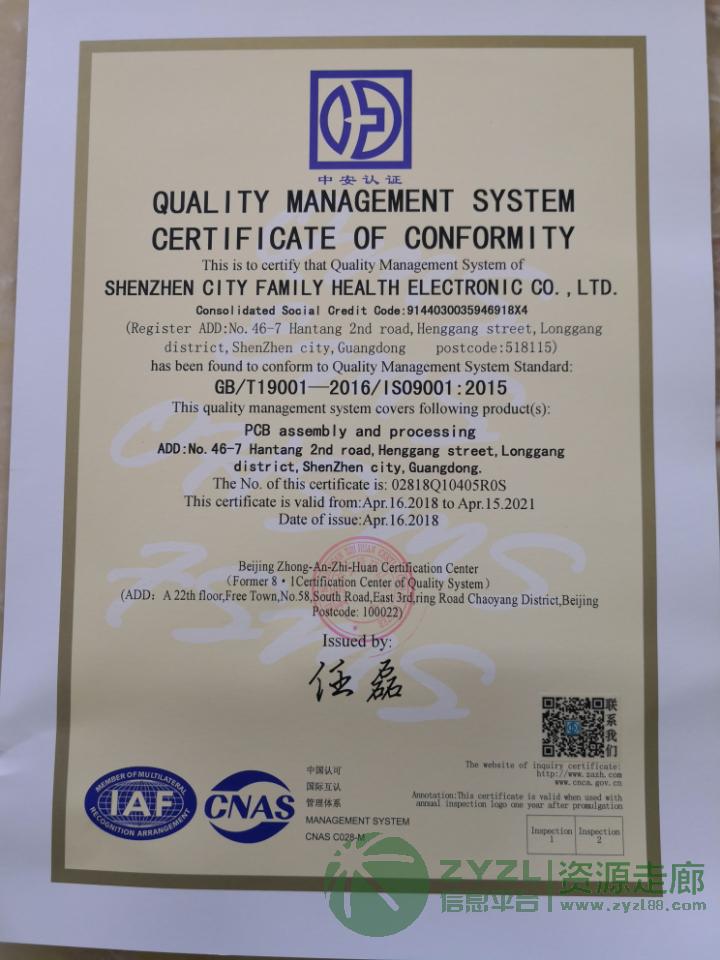 中安认证
QUALITY MANAGEMENT SYSTEM
CERTIFICATE OF CONFORMITY
This is to certify that Quality Management System of
SHENZHEN CITY FAMILY HEALTH ELECTRONIC CO.,LTD.
Consolidated Social Credit Code:9144030035946918X4
(Register ADD:No.46-7 Hantang 2nd road,Henggang street,Longgang
district,ShenZhen city,Guangdong postcode:518115)
has been found to conform to Quality Management System Standard:
GB/T19001—2016/ISO9001:2015
This quality management system covers following product(s):
PCB assembly and processing
ADD:No.46-7 Hantang 2nd road,Henggang street,Longgang
district,ShenZhen city,Guangdong.
The No. of this certificate is: 02818Q10405R0S
This certificate is valid from:Apr.16.2018 to Apr.15.2021
Date of issue:Apr.16.2018
Beijing Zhong-An-Zhi-Huan Certification Center
(Former 8·1Certification Center of Quality System)
(ADD: A 22th floor,Free Town,No.58,South Road,East 3rd,ring Road Chaoyang District,Beijing
Postcode: 100022)
Issued by:
任磊
联系我们
The website of inquiry certificate:
http://www.zazh.com
www.cnca.gov.cn
Annotation:This certificate is valid when used with
annual inspection logo one year after promulgation
Inspection 1
Inspection 2
MEMBER OF MULTILATERAL
IAF
RECOGNITION ARRANGEMENT
CNAS
中国认可
国际互认
管理体系
MANAGEMENT SYSTEM
CNAS C028-M
ZYZL 资源走廊
信息平台 www.zyzl88.com